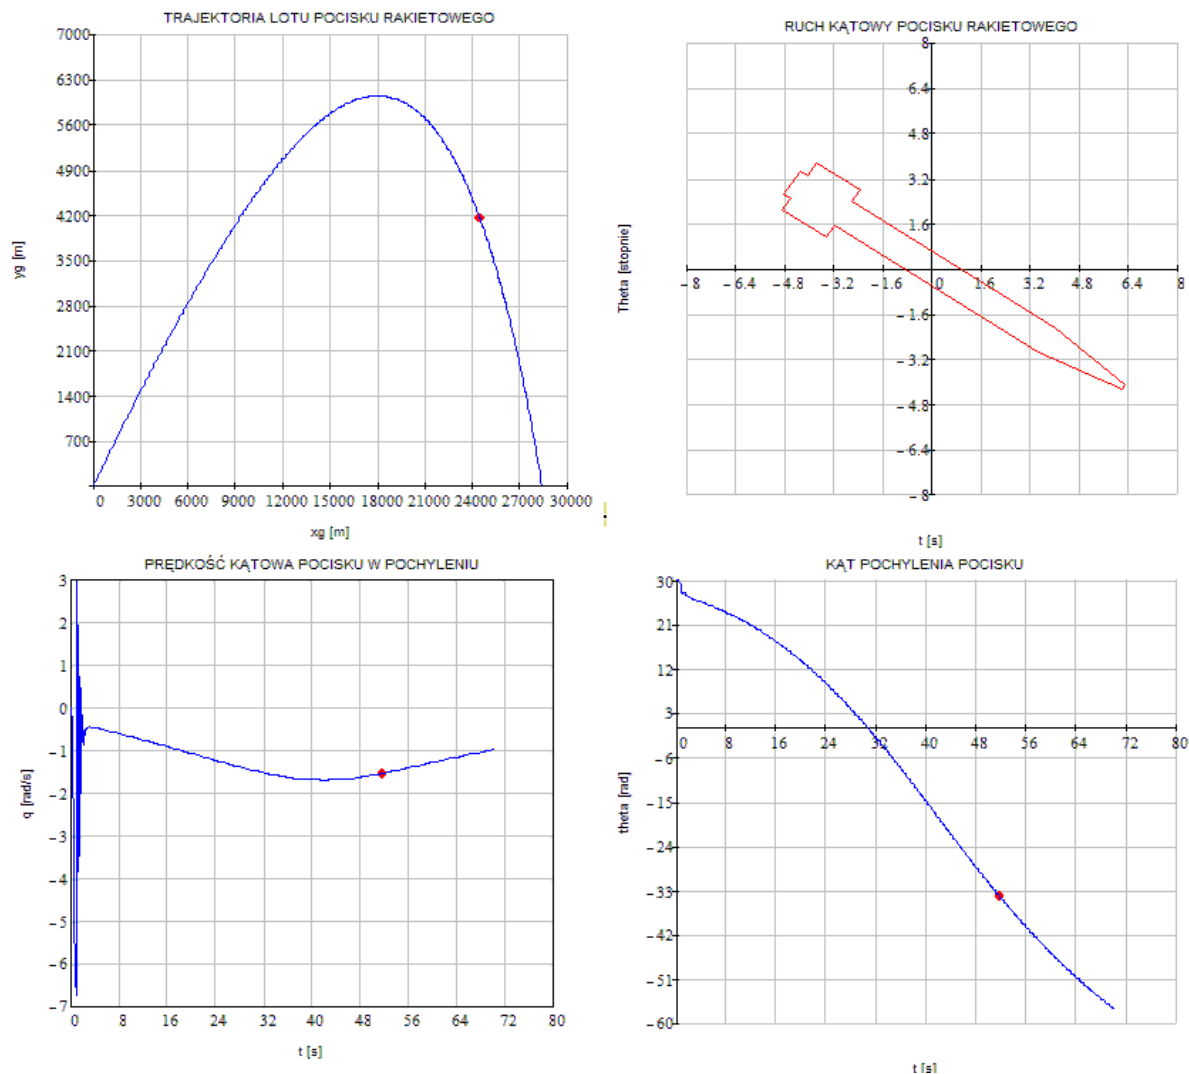 TRAJEKTORIA LOTU POCISKU RAKIETOWEGO
7000
6300
5600
4900
4200
3500
2800
2100
1400
700
yg [m]
0 3000 6000 9000 12000 15000 18000 21000 24000 27000 30000
xg [m]
RUCH KĄTOWY POCISKU RAKIETOWEGO
8
6.4
4.8
3.2
1.6
Theta [stopnie]
−8 −6.4 −4.8 −3.2 −1.6 0 1.6 3.2 4.8 6.4 8
−1.6
−3.2
−4.8
−6.4
−8
t [s]
PRĘDKOŚĆ KĄTOWA POCISKU W POCHYLENIU
3
2
1
0
−1
−2
−3
−4
−5
−6
−7
q [rad/s]
0 8 16 24 32 40 48 56 64 72 80
t [s]
KĄT POCHYLENIA POCISKU
30
21
12
3
0 8 16 24 32 40 48 56 64 72 80
−6
−15
−24
−33
−42
−51
−60
theta [rad]
t [s]